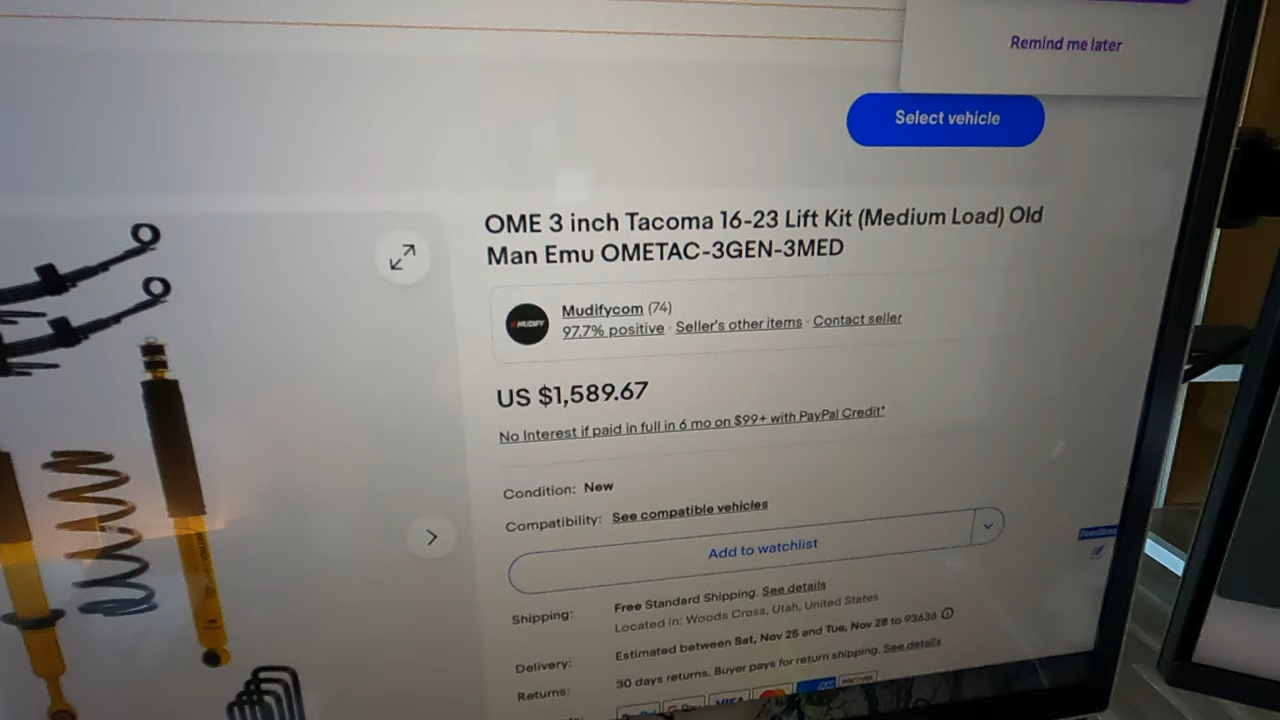 Remind me later
Select vehicle
OME 3 inch Tacoma 16-23 Lift Kit (Medium Load) Old
Man Emu OMETAC-3GEN-3MED
MUDIFY
Mudifycom (74)
97.7% positive · Seller's other items · Contact seller
US $1,589.67
No Interest if paid in full in 6 mo on $99+ with PayPal Credit*
Condition: New
Compatibility: See compatible vehicles
Add to watchlist
Shipping: Free Standard Shipping. See details
Located in: Woods Cross, Utah, United States
Delivery: Estimated between Sat, Nov 25 and Tue, Nov 28 to 93636
Returns: 30 days returns. Buyer pays for return shipping. See details
VISA
DISCOVER